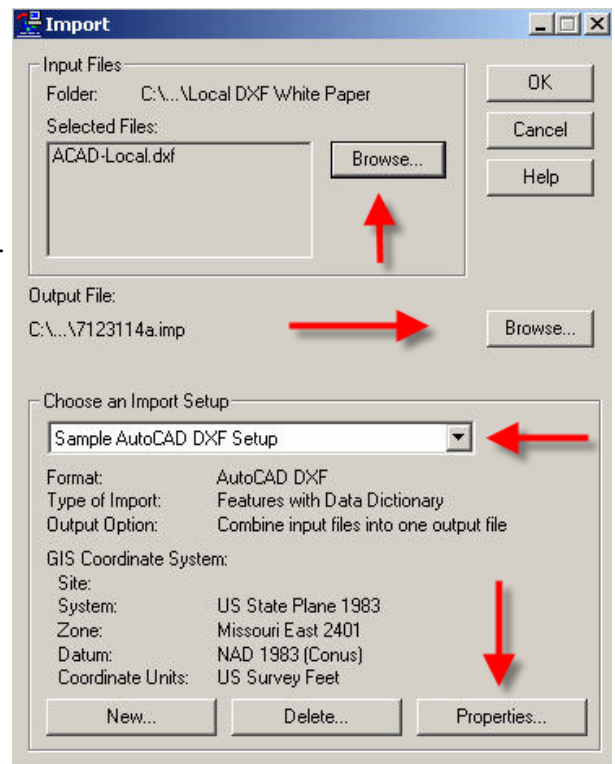 Import
Input Files
Folder: C:\...\Local DXF White Paper
Selected Files:
ACAD-Local.dxf
Browse...
OK
Cancel
Help
Output File:
C:\...\7123114a.imp
Browse...
Choose an Import Setup
Sample AutoCAD DXF Setup
Format: AutoCAD DXF
Type of Import: Features with Data Dictionary
Output Option: Combine input files into one output file
GIS Coordinate System:
Site:
System: US State Plane 1983
Zone: Missouri East 2401
Datum: NAD 1983 (Conus)
Coordinate Units: US Survey Feet
New... Delete... Properties...